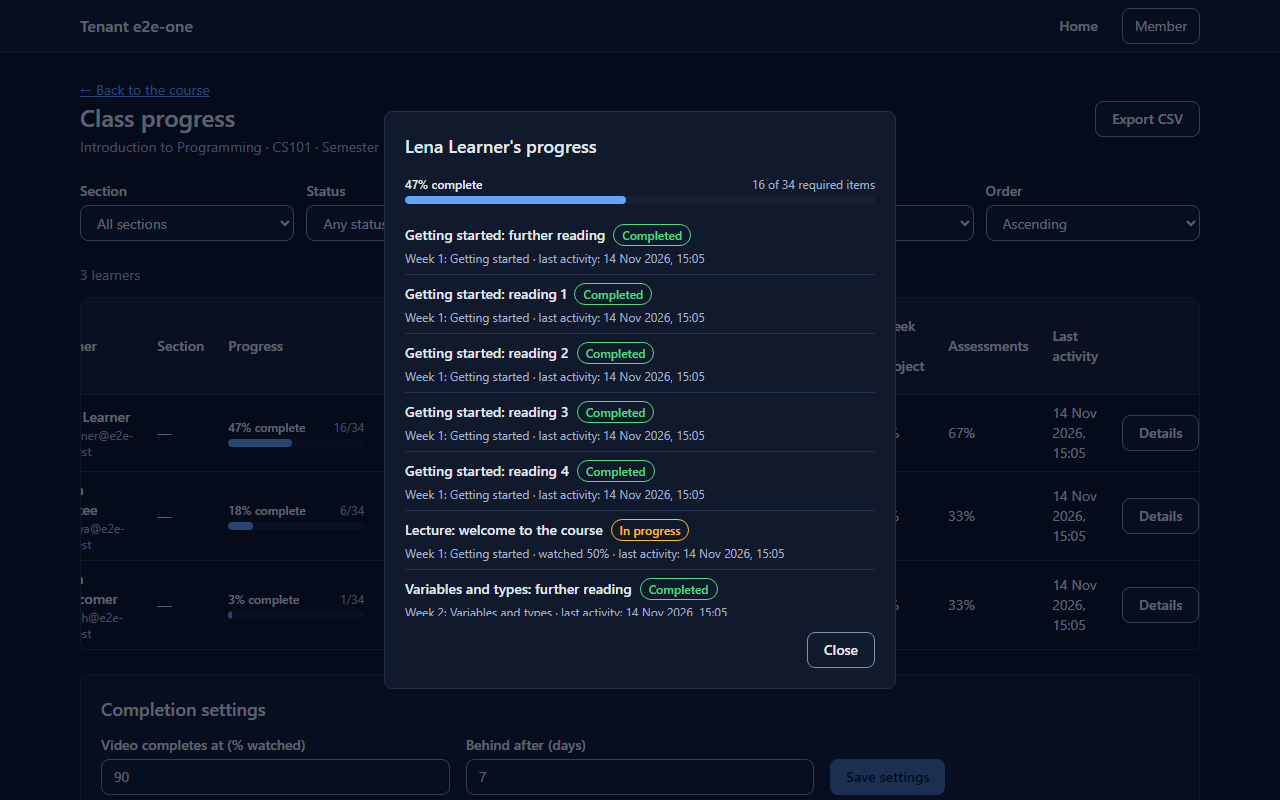 Tenant e2e-one
Home
Member
← Back to the course
Class progress
Introduction to Programming · CS101 · Semester
Export CSV
Section
Status
Order
All sections
Any status
Ascending
3 learners
Section
Progress
Assessments
Last
activity
Learner
47% complete
16/34
67%
14 Nov
2026,
15:05
Details
18% complete
6/34
33%
14 Nov
2026,
15:05
Details
3% complete
1/34
33%
14 Nov
2026,
15:05
Details
Lena Learner's progress
47% complete
16 of 34 required items
Getting started: further reading Completed
Week 1: Getting started · last activity: 14 Nov 2026, 15:05
Getting started: reading 1 Completed
Week 1: Getting started · last activity: 14 Nov 2026, 15:05
Getting started: reading 2 Completed
Week 1: Getting started · last activity: 14 Nov 2026, 15:05
Getting started: reading 3 Completed
Week 1: Getting started · last activity: 14 Nov 2026, 15:05
Getting started: reading 4 Completed
Week 1: Getting started · last activity: 14 Nov 2026, 15:05
Lecture: welcome to the course In progress
Week 1: Getting started · watched 50% · last activity: 14 Nov 2026, 15:05
Variables and types: further reading Completed
Week 2: Variables and types · last activity: 14 Nov 2026, 15:05
Close
Completion settings
Video completes at (% watched)
Behind after (days)
90
7
Save settings